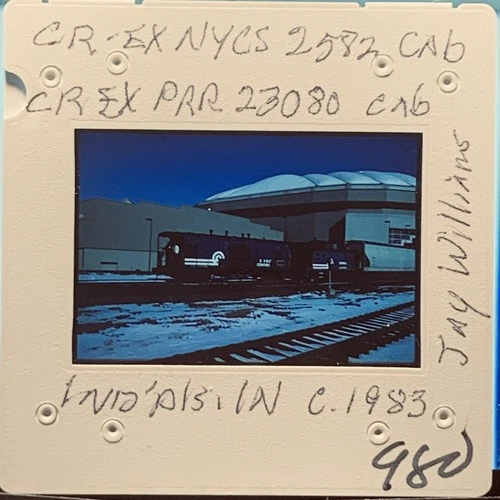 CR-EX NYCS 2582 CAB
CR EX PRR 23080 CAB
Jay Williams
IND'PLS, IN C. 1983
980